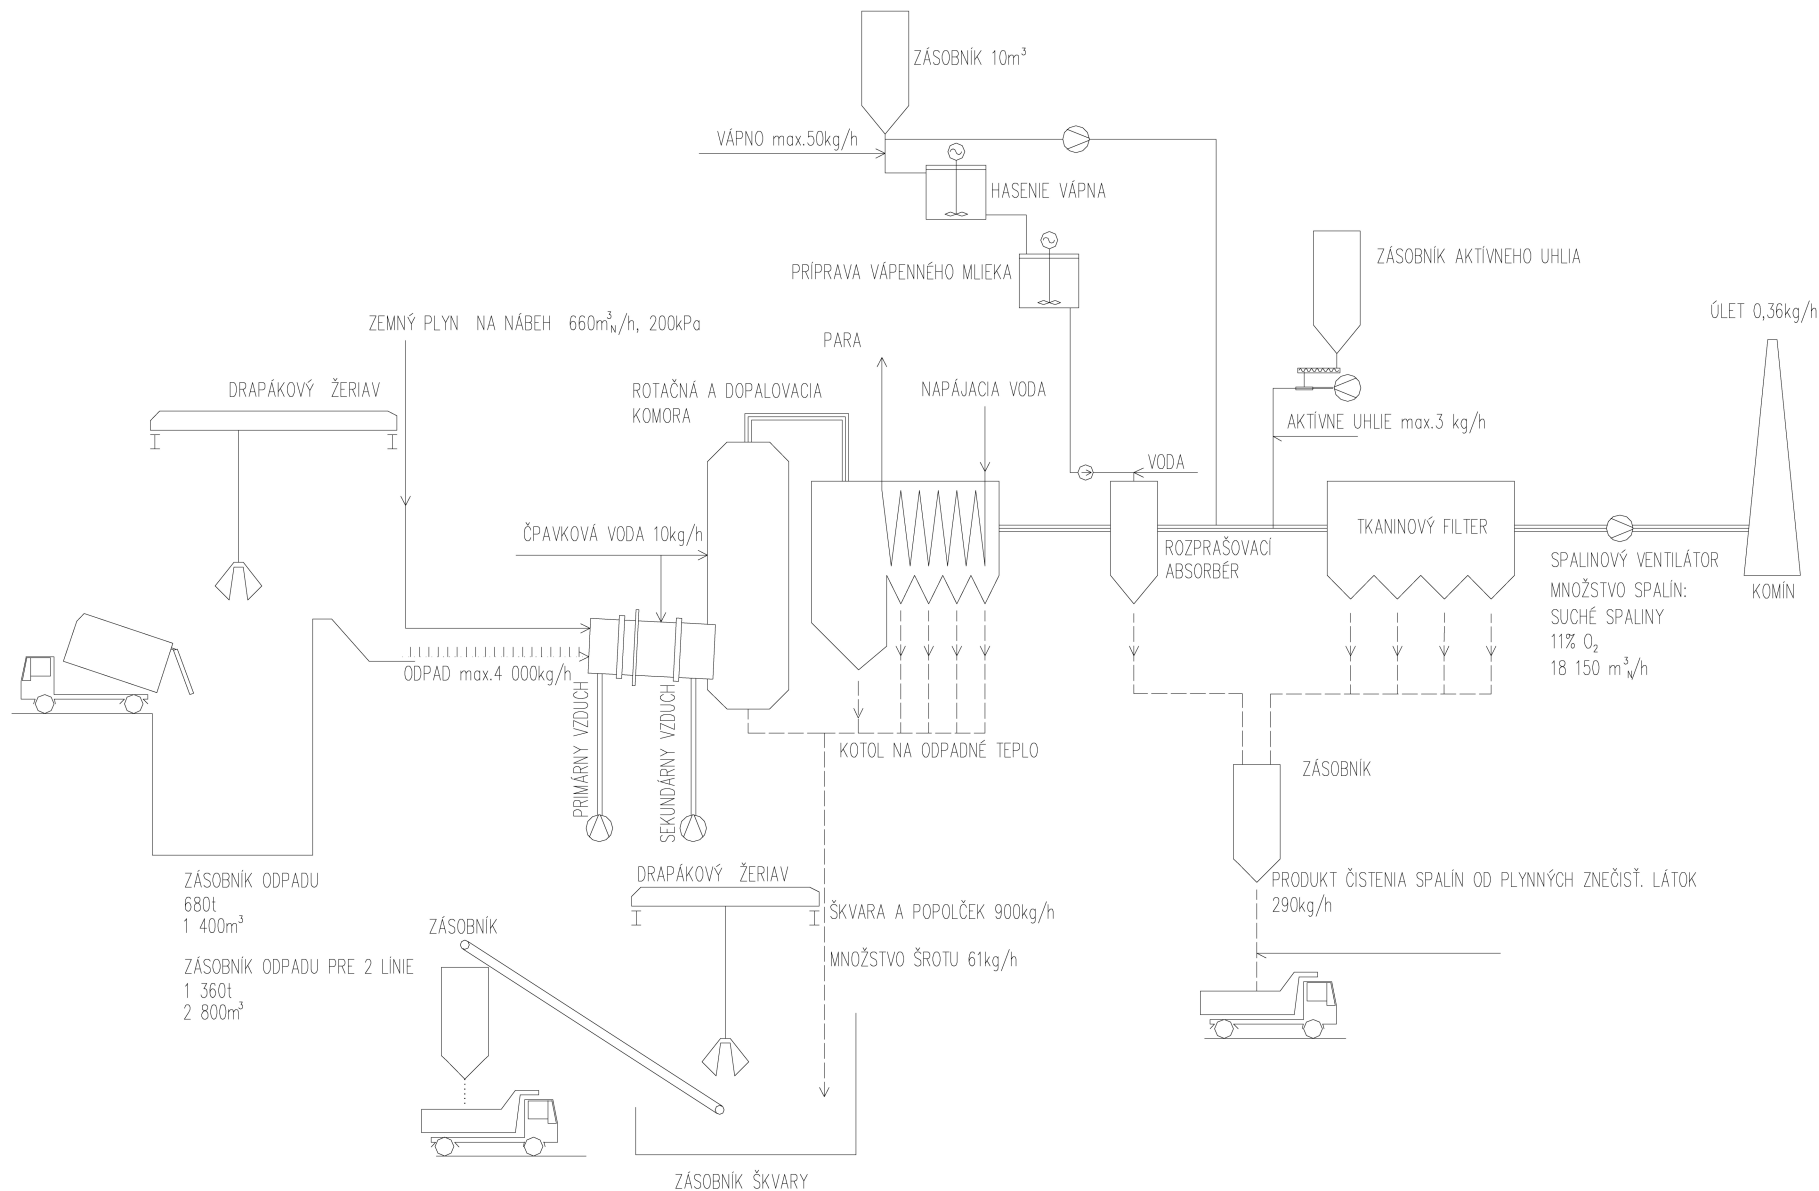 ZÁSOBNÍK 10m³
VÁPNO max.50kg/h
HASENIE VÁPNA
PRÍPRAVA VÁPENNÉHO MLIEKA
ZÁSOBNÍK AKTÍVNEHO UHLIA
ZEMNÝ PLYN NA NÁBEH 660m³N/h, 200kPa
ÚLET 0,36kg/h
PARA
DRAPÁKOVÝ ŽERIAV
ROTAČNÁ A DOPALOVACIA
KOMORA
NAPÁJACIA VODA
AKTÍVNE UHLIE max.3 kg/h
VODA
ČPAVKOVÁ VODA 10kg/h
TKANINOVÝ FILTER
ROZPRAŠOVACÍ
ABSORBÉR
SPALINOVÝ VENTILÁTOR
MNOŽSTVO SPALÍN:
SUCHÉ SPALINY
11% O₂
18 150 m³N/h
KOMÍN
ODPAD max.4 000kg/h
PRIMÁRNY VZDUCH
SEKUNDÁRNY VZDUCH
KOTOL NA ODPADNÉ TEPLO
ZÁSOBNÍK
ZÁSOBNÍK ODPADU
680t
1 400m³
ZÁSOBNÍK ODPADU PRE 2 LÍNIE
1 360t
2 800m³
DRAPÁKOVÝ ŽERIAV
PRODUKT ČISTENIA SPALÍN OD PLYNNÝCH ZNEČISŤ. LÁTOK
290kg/h
ŠKVARA A POPOLČEK 900kg/h
ZÁSOBNÍK
MNOŽSTVO ŠROTU 61kg/h
ZÁSOBNÍK ŠKVARY